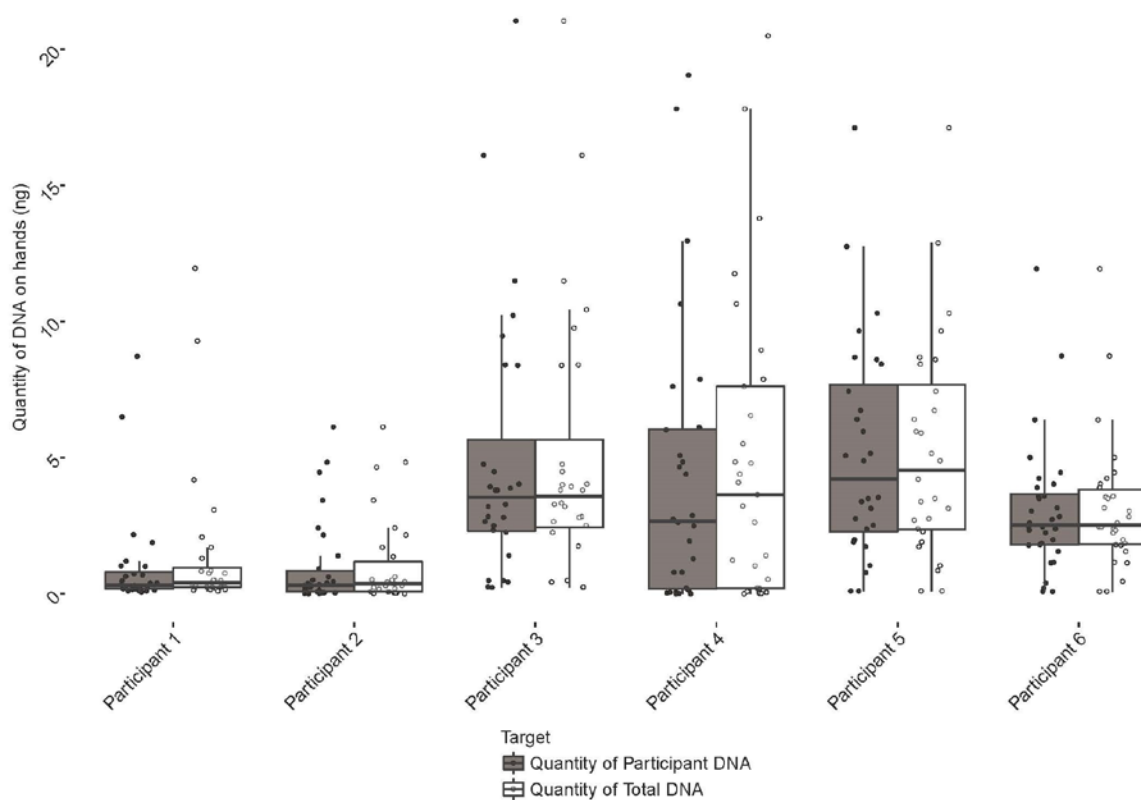 Quantity of DNA on hands (ng)
20
15
10
5
0
Participant 1
Participant 2
Participant 3
Participant 4
Participant 5
Participant 6
Target
Quantity of Participant DNA
Quantity of Total DNA